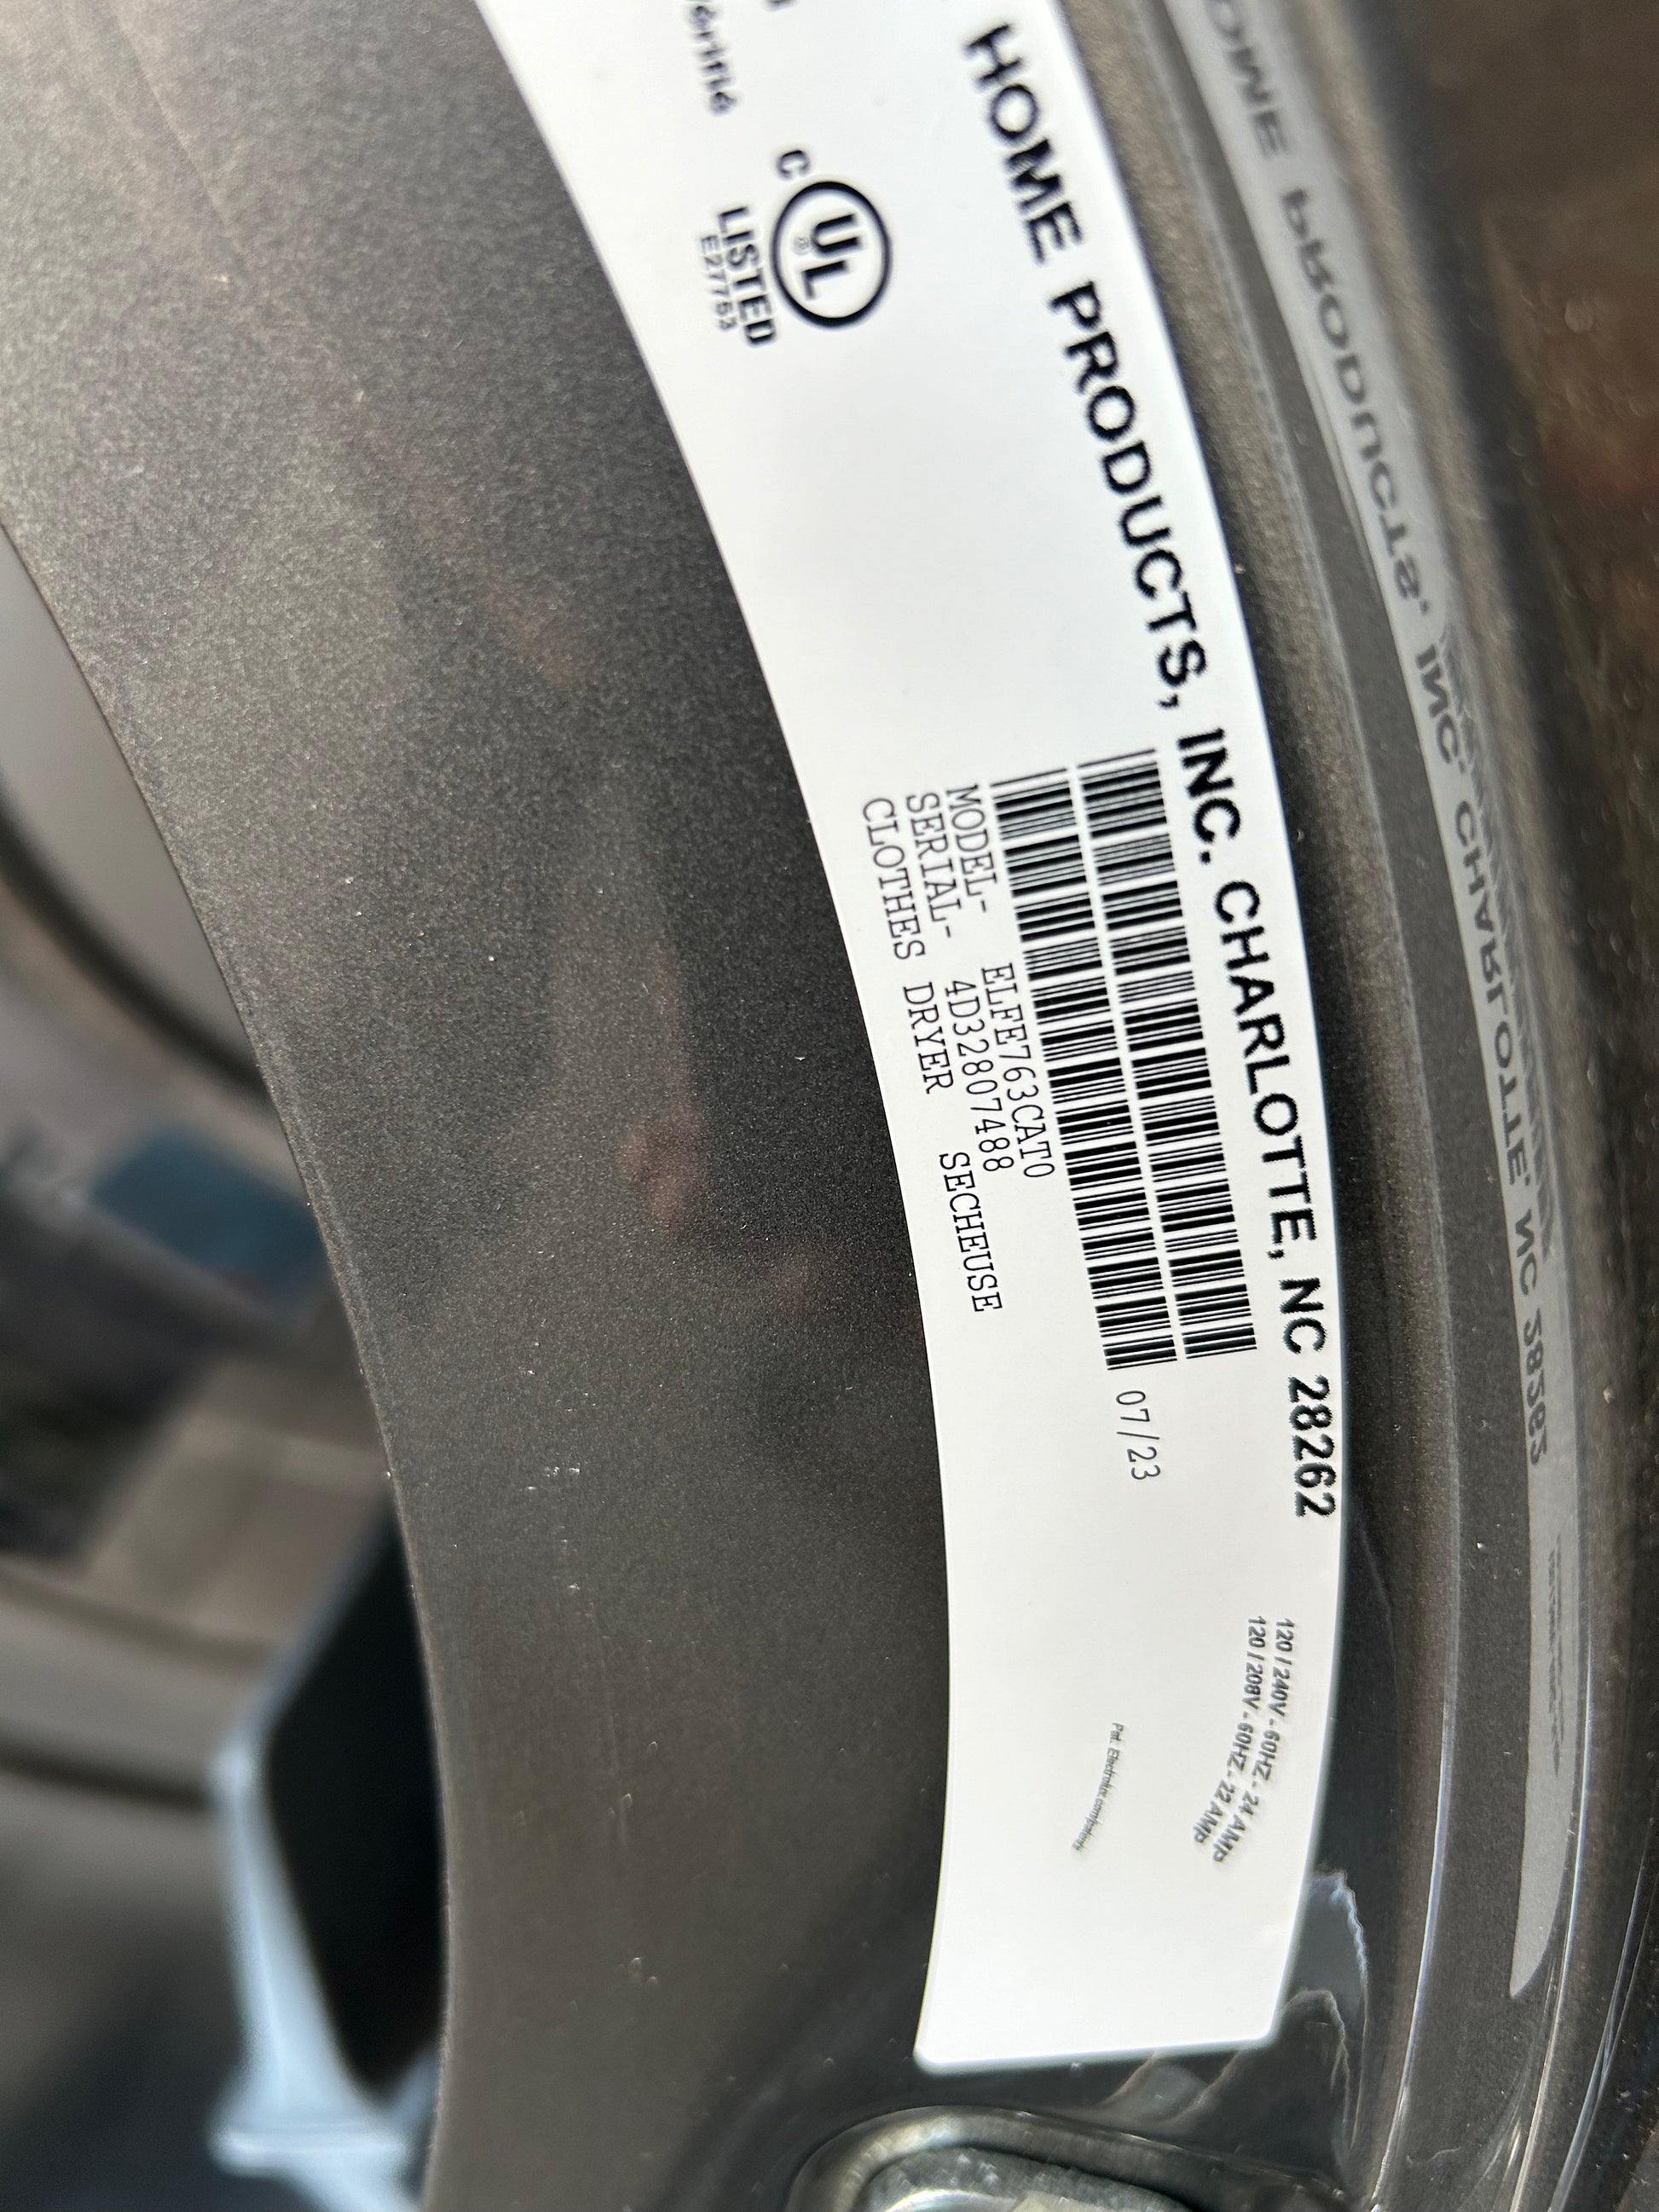 HOME PRODUCTS, INC. CHARLOTTE, NC 28262
C UL ®
LISTED
E27753
07/23
MODEL- ELFE763CAT0
SERIAL- 4D32807488
CLOTHES DRYER SECHEUSE
120 / 240V - 60HZ - 24 AMP
120 / 208V - 60HZ - 22 AMP